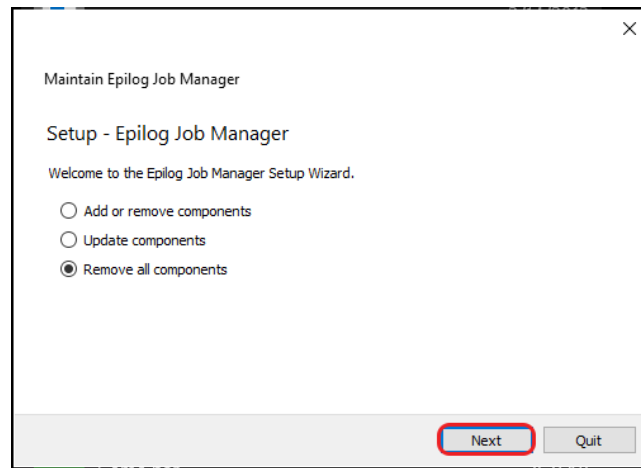 Maintain Epilog Job Manager
Setup - Epilog Job Manager
Welcome to the Epilog Job Manager Setup Wizard.
Add or remove components
Update components
Remove all components
Next
Quit